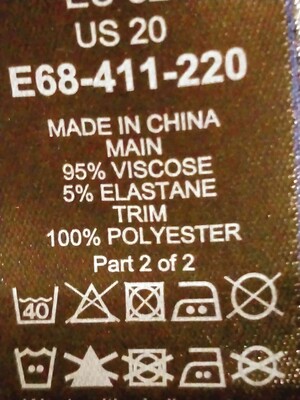 US 20
E68-411-220
MADE IN CHINA
MAIN
95% VISCOSE
5% ELASTANE
TRIM
100% POLYESTER
Part 2 of 2
40